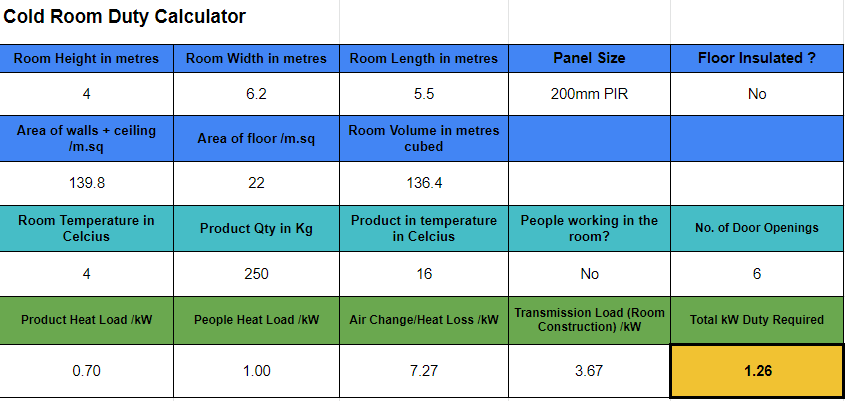 Cold Room Duty Calculator
Room Height in metres Room Width in metres Room Length in metres Panel Size Floor Insulated ?
4 6.2 5.5 200mm PIR No
Area of walls + ceiling
/m.sq
Area of floor /m.sq
Room Volume in metres
cubed
139.8 22 136.4
Room Temperature in
Celcius
Product Qty in Kg
Product in temperature
in Celcius
People working in the
room?
No. of Door Openings
4 250 16 No 6
Product Heat Load /kW People Heat Load /kW Air Change/Heat Loss /kW
Transmission Load (Room
Construction) /kW
Total kW Duty Required
0.70 1.00 7.27 3.67 1.26